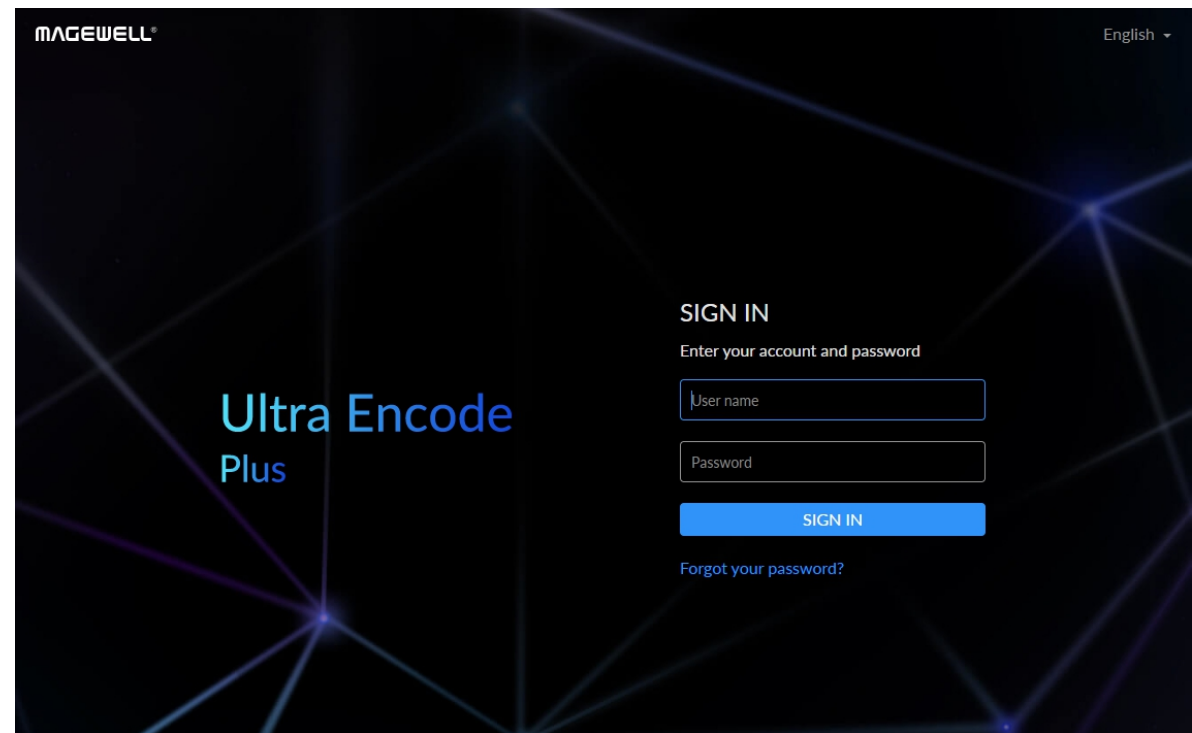 MAGEWELL®
English
SIGN IN
Enter your account and password
User name
Ultra Encode
Plus
Password
SIGN IN
Forgot your password?